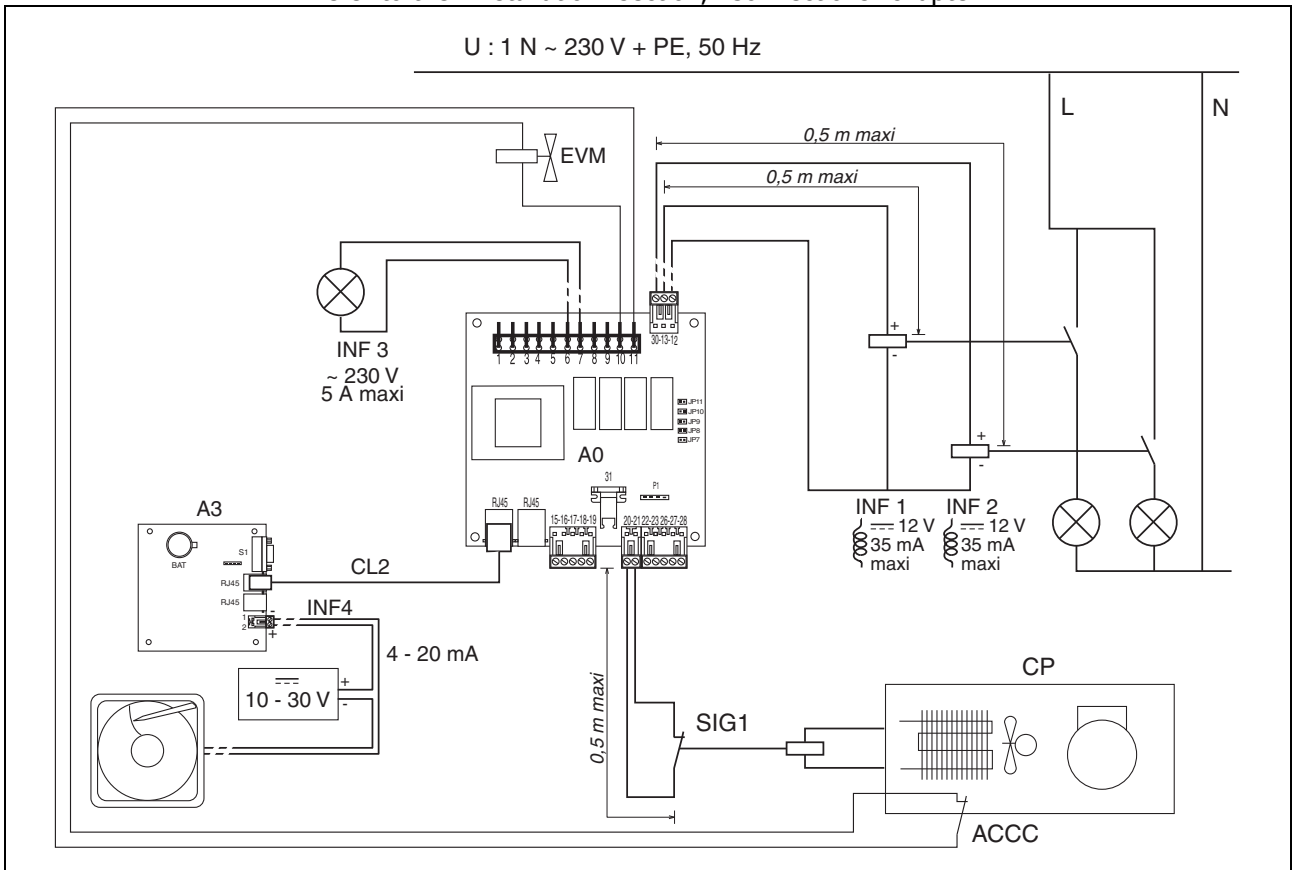 U : 1 N ~ 230 V + PE, 50 Hz
L
N
0,5 m maxi
EVM
0,5 m maxi
INF 3
~ 230 V
5 A maxi
30-13-12
1 2 3 4 5 6 7 8 9 10 11
+
-
JP11
JP10
JP9
JP8
JP7
A0
+
-
31
P1
RJ45 RJ45
15-16-17-18-19
20-21 22-23 26-27-28
INF 1
12 V
35 mA
maxi
INF 2
12 V
35 mA
maxi
A3
BAT
S1
RJ45
RJ45
CL2
INF4
-
1
2
+
4 - 20 mA
10 - 30 V
+
-
0,5 m maxi
SIG1
CP
ACCC